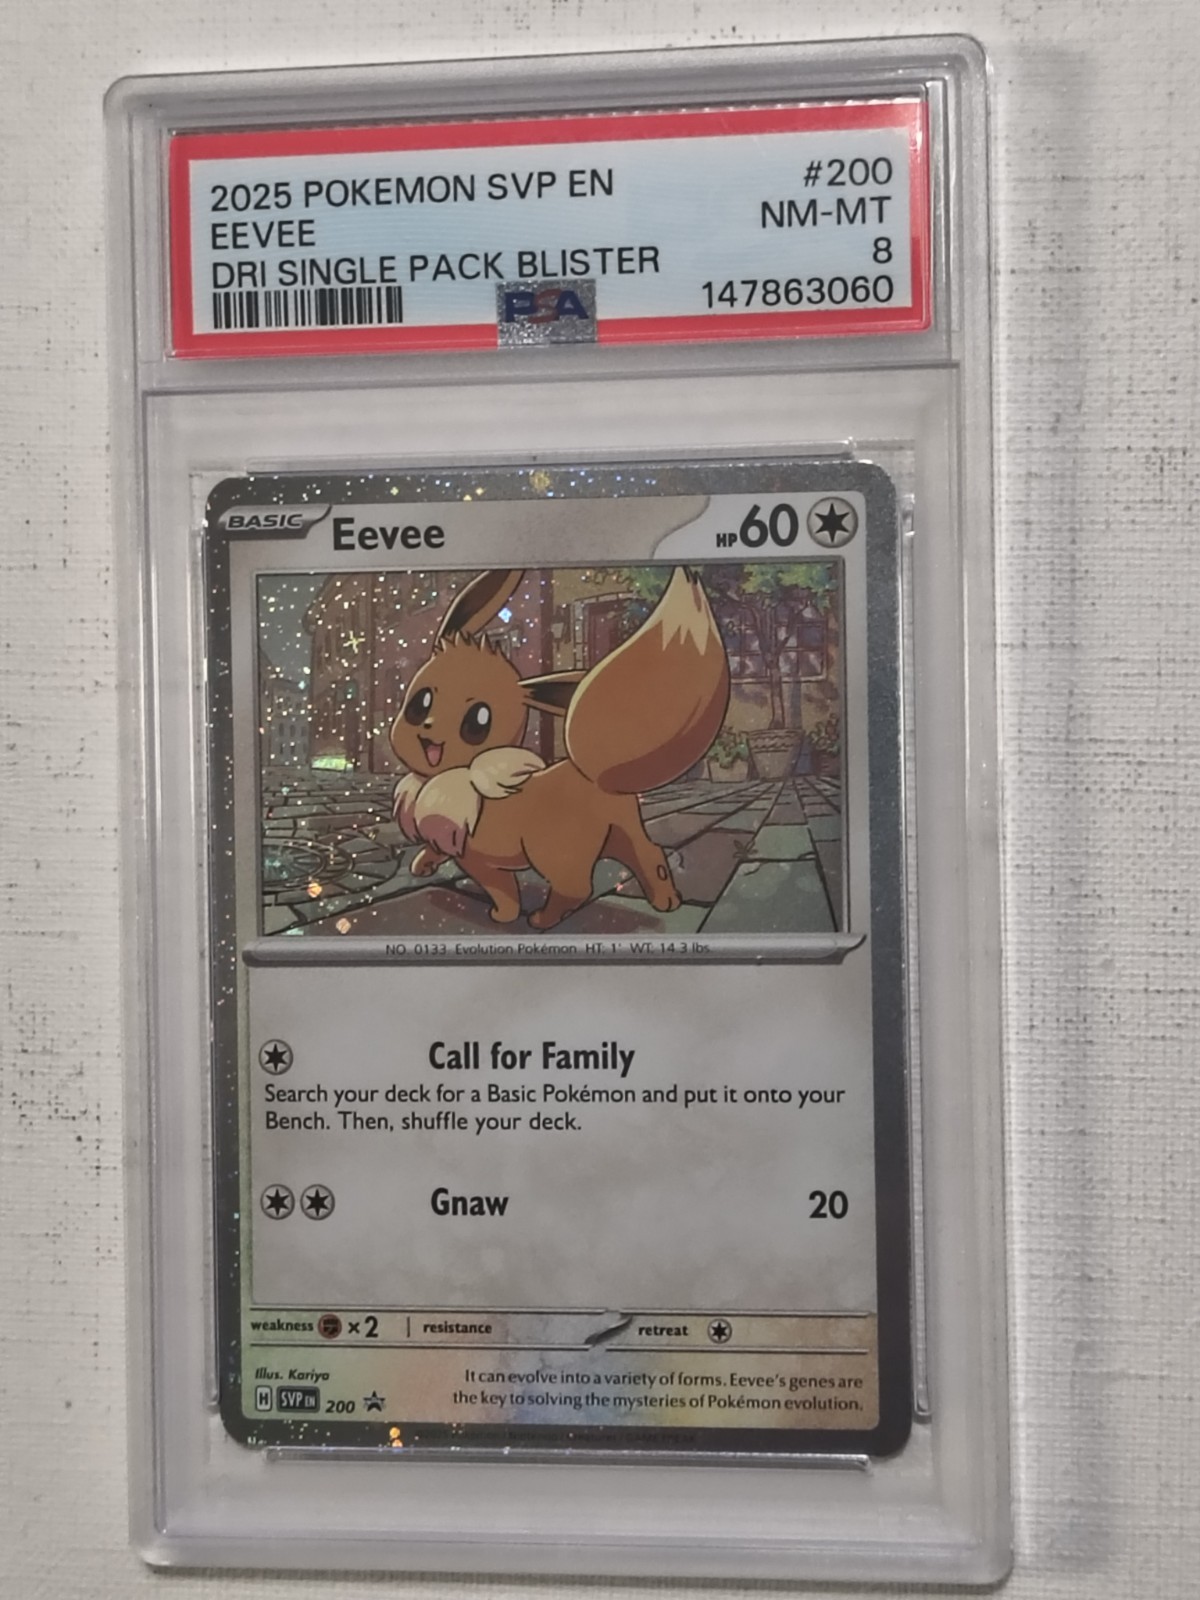 2025 POKEMON SVP EN #200
EEVEE NM-MT
DRI SINGLE PACK BLISTER 8
PSA 147863060
BASIC Eevee HP 60
NO. 0133 Evolution Pokémon HT: 1' WT: 14.3 lbs.
Call for Family
Search your deck for a Basic Pokémon and put it onto your
Bench. Then, shuffle your deck.
Gnaw 20
weakness ×2 resistance retreat
Illus. Kariya
It can evolve into a variety of forms. Eevee's genes are
H SVP EN 200 the key to solving the mysteries of Pokémon evolution.